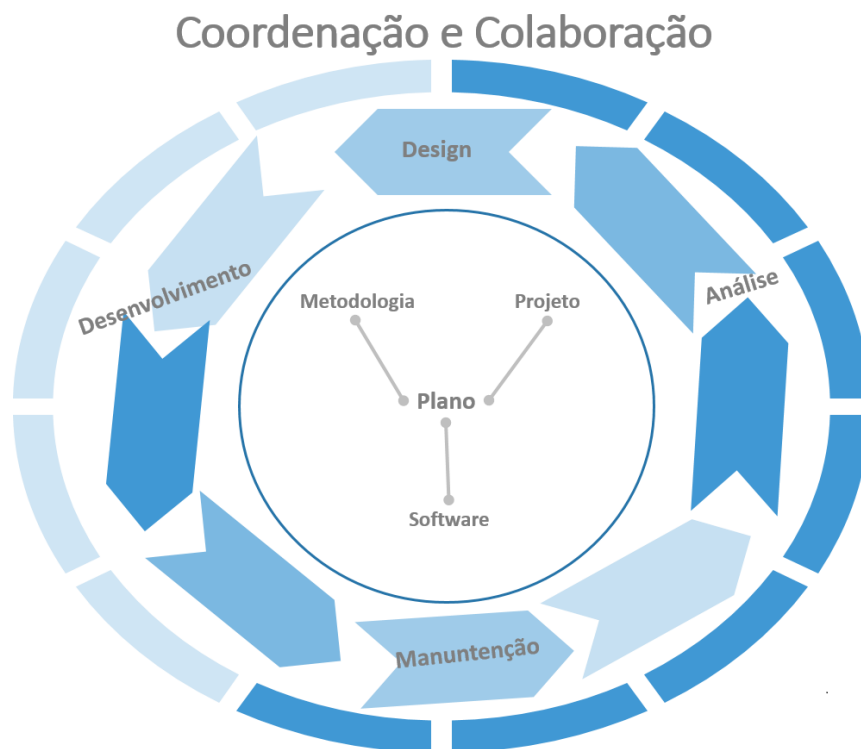 Coordenação e Colaboração
Design
Análise
Desenvolvimento
Metodologia
Projeto
Plano
Software
Manuntenção